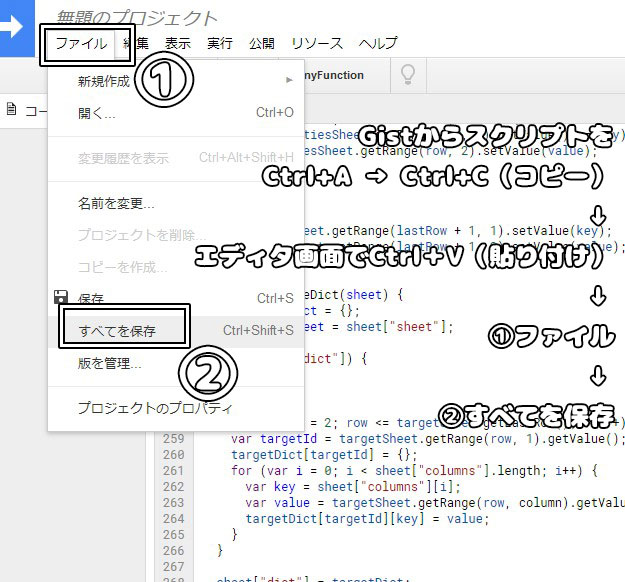 無題のプロジェクト
ファイル 編集 表示 実行 公開 リソース ヘルプ
①
新規作成
nyFunction
開く... Ctrl+O
コー
変更履歴を表示 Ctrl+Alt+Shift+H
名前を変更...
プロジェクトを削除...
コピーを作成...
保存 Ctrl+S
すべてを保存 Ctrl+Shift+S
②
版を管理...
プロジェクトのプロパティ
Gistからスクリプトを
Ctrl+A → Ctrl+C（コピー）
↓
エディタ画面でCtrl+V（貼り付け）
↓
①ファイル
↓
②すべてを保存
tiesSheet
esSheet.getRange(row, 2).setValue(value);
eet.getRange(lastRow + 1, 1).setValue(key);
eDict(sheet) {
ct = {};
eet = sheet["sheet"];
dict"]) {
= 2; row <=
259 var targetId = targetSheet.getRange(row, 1).getValue();
260 targetDict[targetId] = {};
261 for (var i = 0; i < sheet["columns"].length; i++) {
262 var key = sheet["columns"][i];
263 var value = targetSheet.getRange(row, column).getValu
264 targetDict[targetId][key] = value;
265 }
266 }
267
268 sheet["dict"] = targetDict;